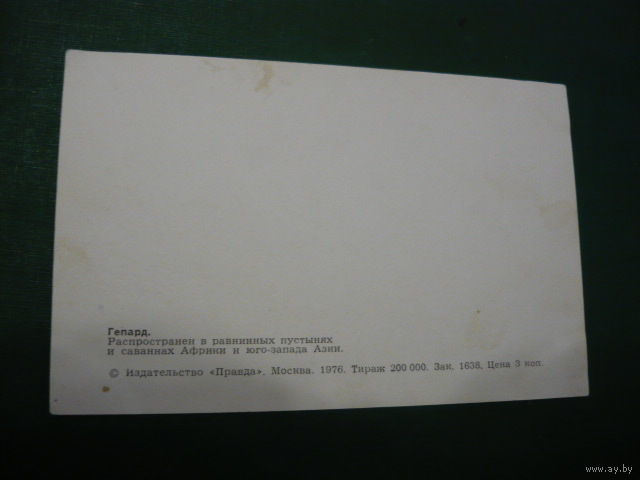 Гепард.
Распространен в равнинных пустынях
и саваннах Африки и юго-запада Азии.
© Издательство «Правда». Москва. 1976. Тираж 200 000. Зак. 1638. Цена 3 коп.
www.ay.by